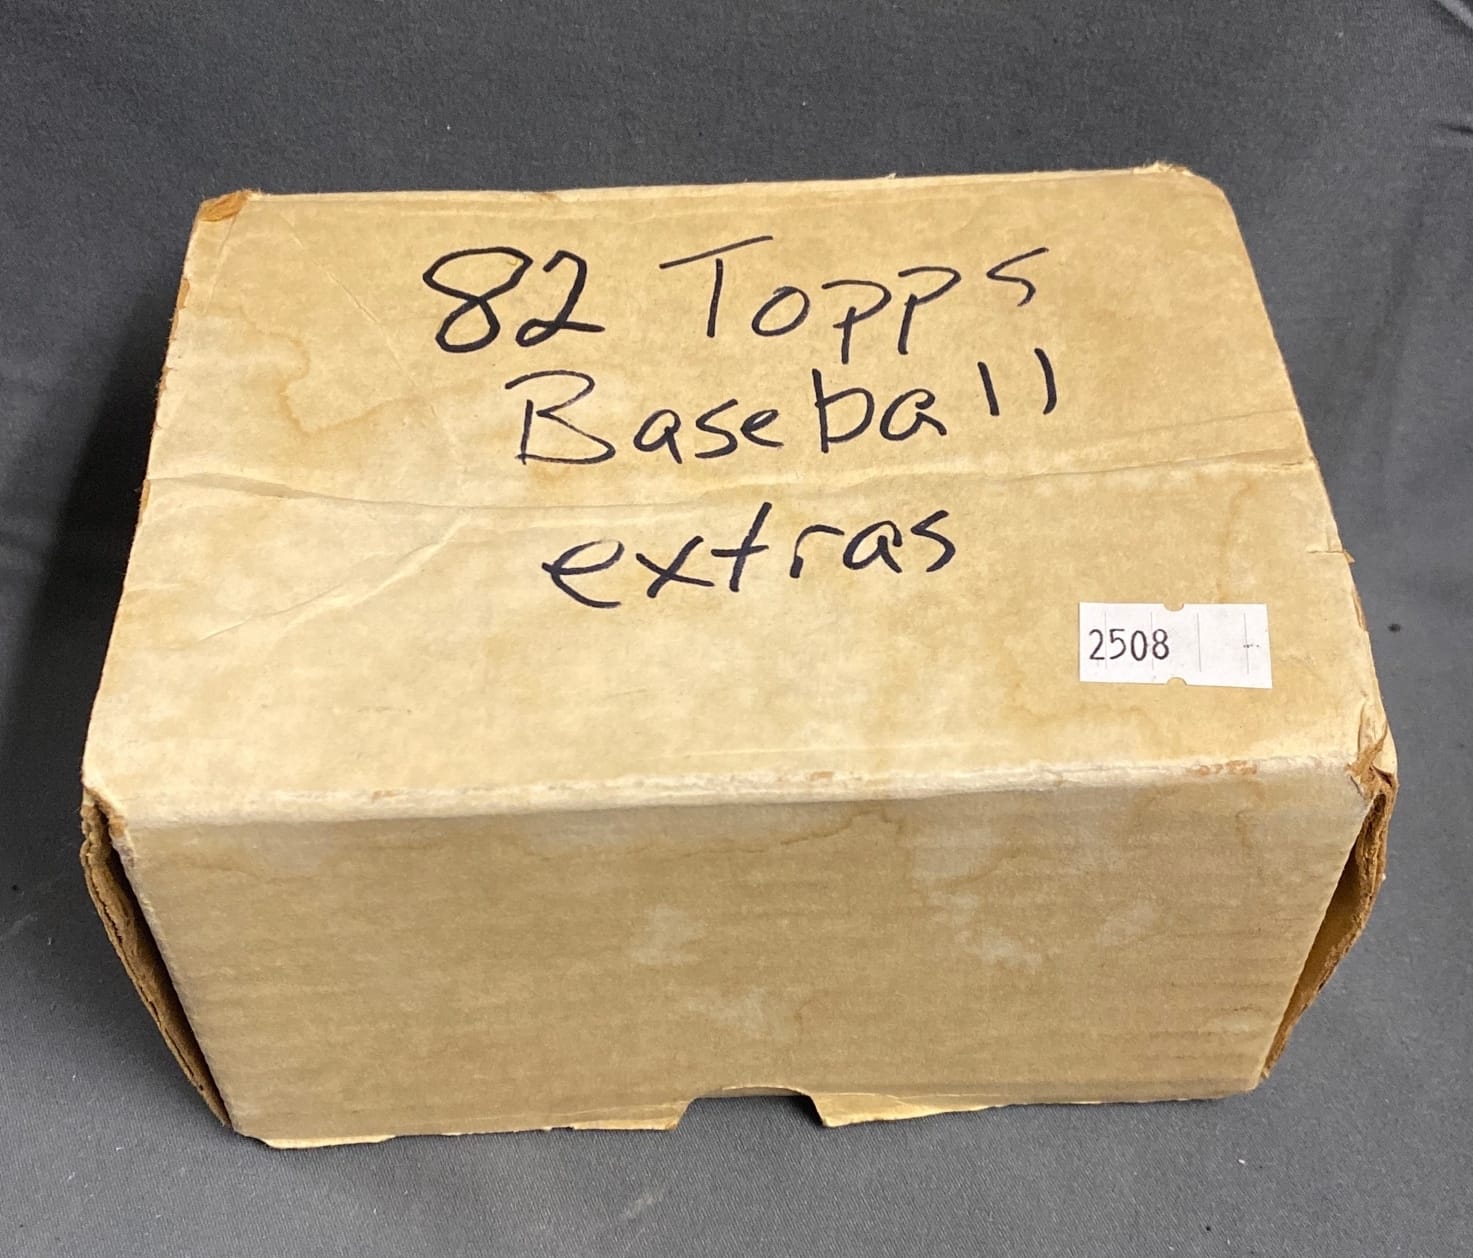 82 Topps
Baseball
extras
2508